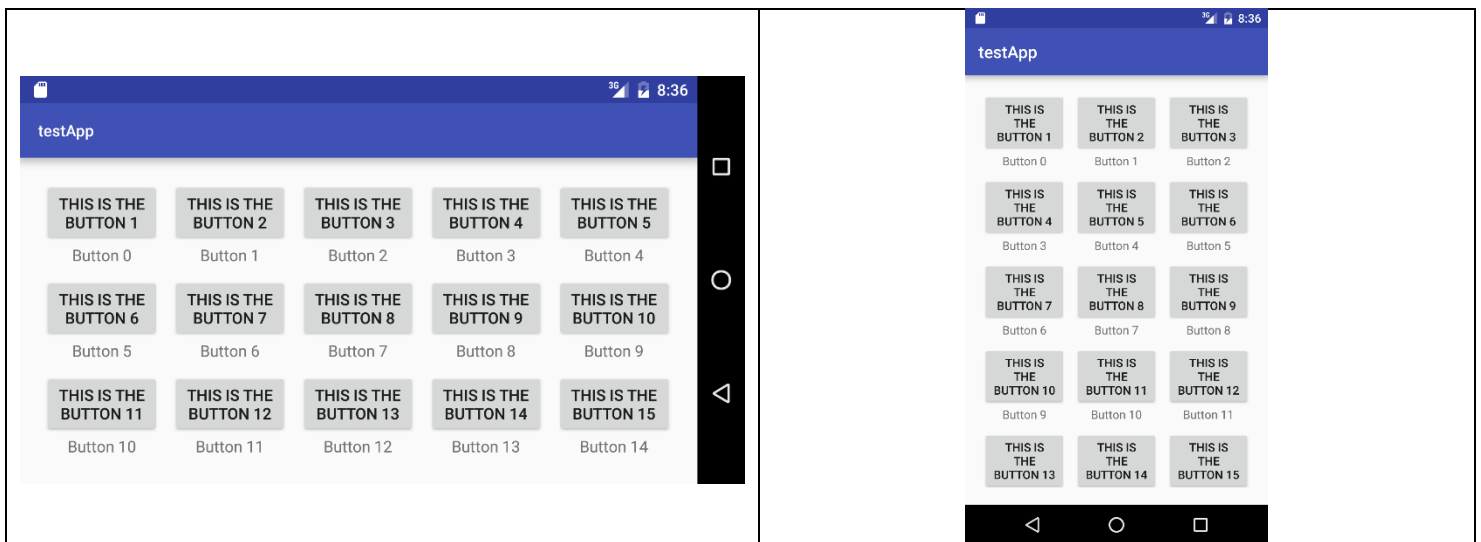 3G 8:36
testApp
THIS IS THE THIS IS THE THIS IS THE THIS IS THE THIS IS THE
BUTTON 1 BUTTON 2 BUTTON 3 BUTTON 4 BUTTON 5
Button 0 Button 1 Button 2 Button 3 Button 4
THIS IS THE THIS IS THE THIS IS THE THIS IS THE THIS IS THE
BUTTON 6 BUTTON 7 BUTTON 8 BUTTON 9 BUTTON 10
Button 5 Button 6 Button 7 Button 8 Button 9
THIS IS THE THIS IS THE THIS IS THE THIS IS THE THIS IS THE
BUTTON 11 BUTTON 12 BUTTON 13 BUTTON 14 BUTTON 15
Button 10 Button 11 Button 12 Button 13 Button 14
3G 8:36
testApp
THIS IS THIS IS THIS IS
THE THE THE
BUTTON 1 BUTTON 2 BUTTON 3
Button 0 Button 1 Button 2
THIS IS THIS IS THIS IS
THE THE THE
BUTTON 4 BUTTON 5 BUTTON 6
Button 3 Button 4 Button 5
THIS IS THIS IS THIS IS
THE THE THE
BUTTON 7 BUTTON 8 BUTTON 9
Button 6 Button 7 Button 8
THIS IS THIS IS THIS IS
THE THE THE
BUTTON 10 BUTTON 11 BUTTON 12
Button 9 Button 10 Button 11
THIS IS THIS IS THIS IS
THE THE THE
BUTTON 13 BUTTON 14 BUTTON 15